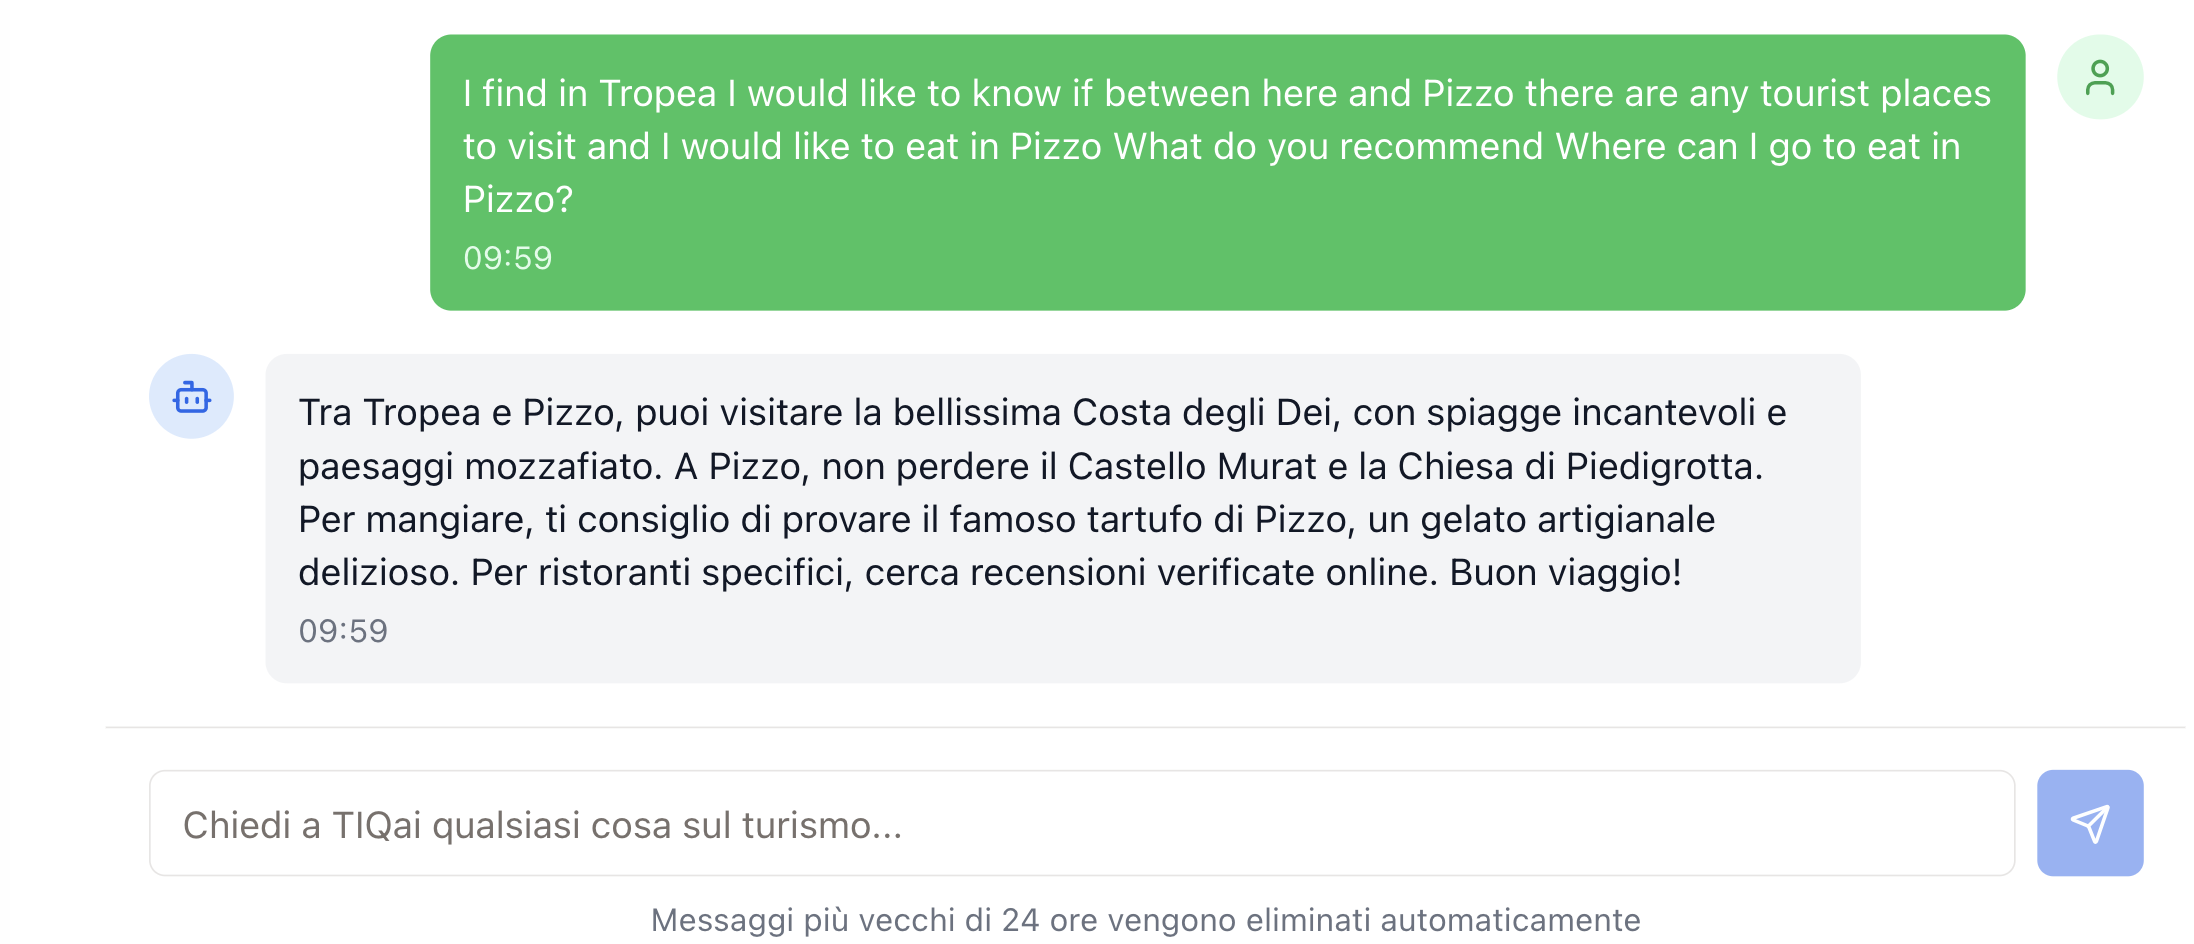 I find in Tropea I would like to know if between here and Pizzo there are any tourist places
to visit and I would like to eat in Pizzo What do you recommend Where can I go to eat in
Pizzo?
09:59
Tra Tropea e Pizzo, puoi visitare la bellissima Costa degli Dei, con spiagge incantevoli e
paesaggi mozzafiato. A Pizzo, non perdere il Castello Murat e la Chiesa di Piedigrotta.
Per mangiare, ti consiglio di provare il famoso tartufo di Pizzo, un gelato artigianale
delizioso. Per ristoranti specifici, cerca recensioni verificate online. Buon viaggio!
09:59
Chiedi a TIQai qualsiasi cosa sul turismo...
Messaggi più vecchi di 24 ore vengono eliminati automaticamente